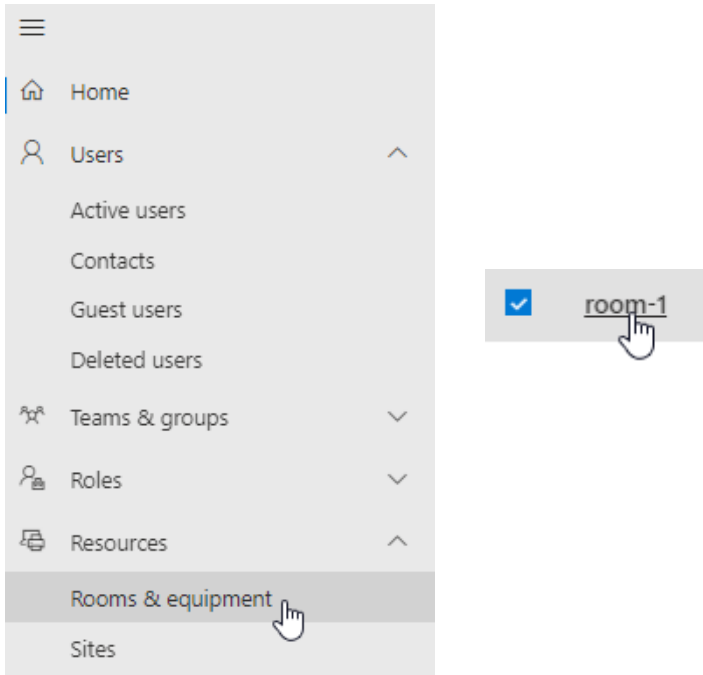 Home
Users
Active users
Contacts
Guest users
Deleted users
Teams & groups
Roles
Resources
Rooms & equipment
Sites
room-1